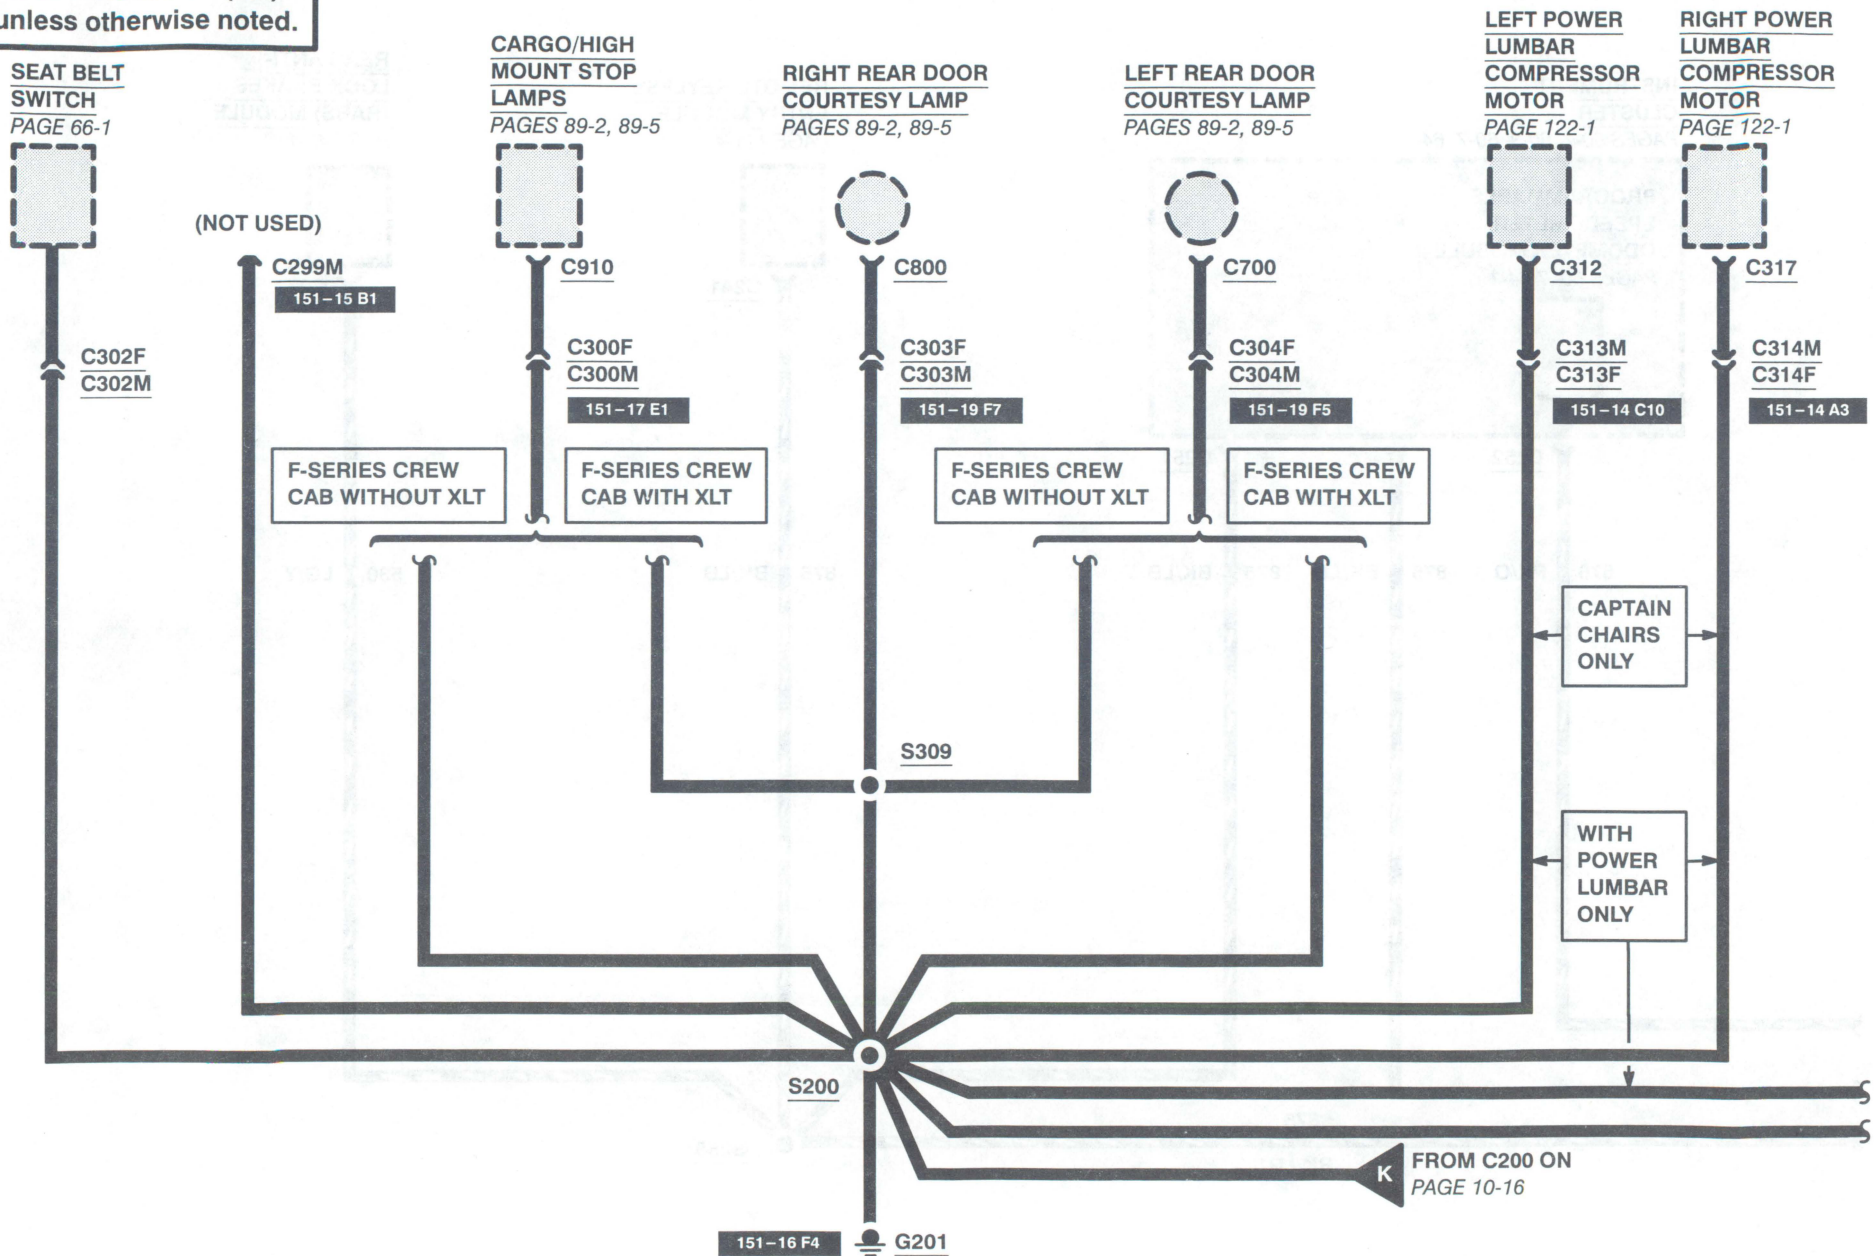 unless otherwise noted.
SEAT BELT
SWITCH
PAGE 66-1
(NOT USED)
C299M
151–15 B1
C302F
C302M
CARGO/HIGH
MOUNT STOP
LAMPS
PAGES 89-2, 89-5
C910
C300F
C300M
151–17 E1
RIGHT REAR DOOR
COURTESY LAMP
PAGES 89-2, 89-5
C800
C303F
C303M
151–19 F7
LEFT REAR DOOR
COURTESY LAMP
PAGES 89-2, 89-5
C700
C304F
C304M
151–19 F5
LEFT POWER
LUMBAR
COMPRESSOR
MOTOR
PAGE 122-1
C312
C313M
C313F
151–14 C10
RIGHT POWER
LUMBAR
COMPRESSOR
MOTOR
PAGE 122-1
C317
C314M
C314F
151–14 A3
F-SERIES CREW
CAB WITHOUT XLT
F-SERIES CREW
CAB WITH XLT
F-SERIES CREW
CAB WITHOUT XLT
F-SERIES CREW
CAB WITH XLT
CAPTAIN
CHAIRS
ONLY
S309
WITH
POWER
LUMBAR
ONLY
S200
K
FROM C200 ON
PAGE 10-16
151–16 F4
G201